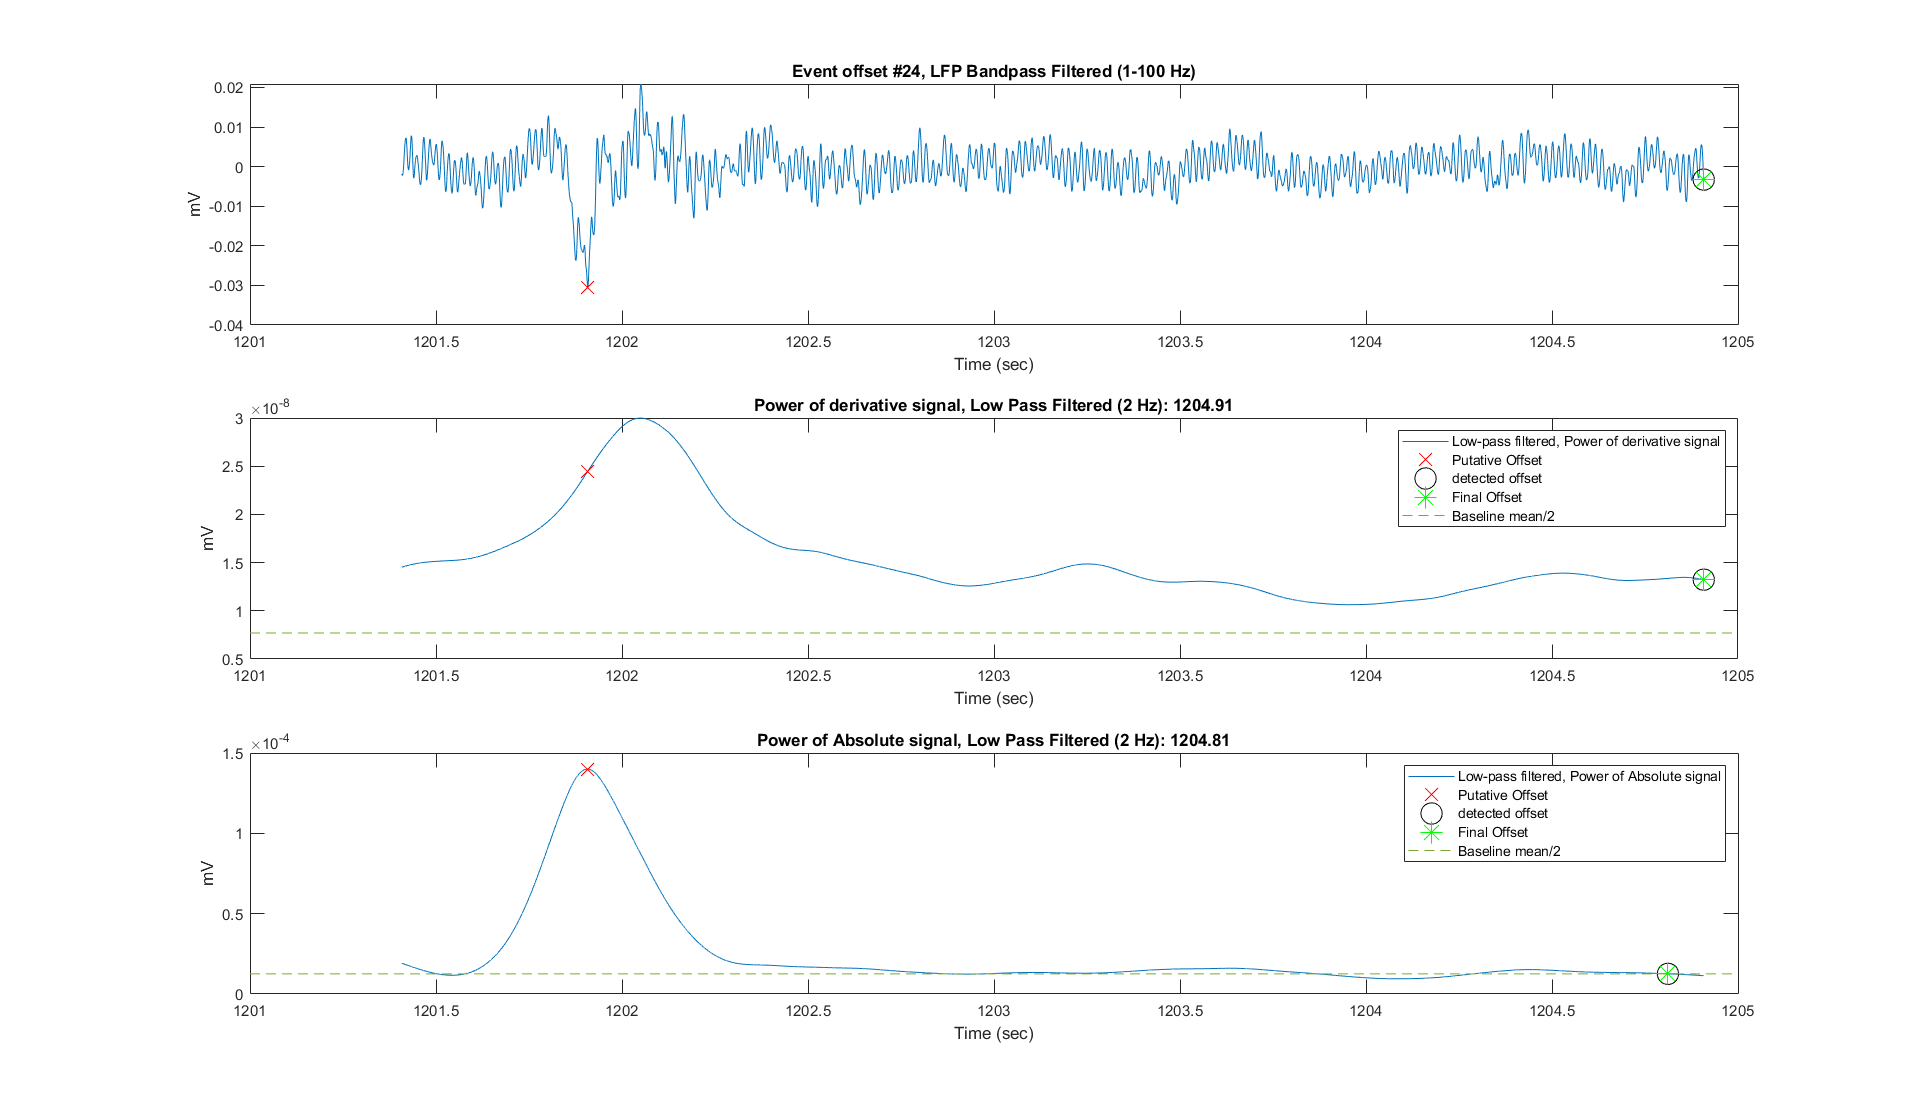 Event offset #24, LFP Bandpass Filtered (1-100 Hz)
0.02
0.01
0
-0.01
-0.02
-0.03
-0.04
mV
1201 1201.5 1202 1202.5 1203 1203.5 1204 1204.5 1205
Time (sec)
Power of derivative signal, Low Pass Filtered (2 Hz): 1204.91
×10-8
3
2.5
2
1.5
1
0.5
mV
Low-pass filtered, Power of derivative signal
Putative Offset
detected offset
Final Offset
Baseline mean/2
1201 1201.5 1202 1202.5 1203 1203.5 1204 1204.5 1205
Time (sec)
Power of Absolute signal, Low Pass Filtered (2 Hz): 1204.81
×10-4
1.5
1
0.5
0
mV
Low-pass filtered, Power of Absolute signal
Putative Offset
detected offset
Final Offset
Baseline mean/2
1201 1201.5 1202 1202.5 1203 1203.5 1204 1204.5 1205
Time (sec)